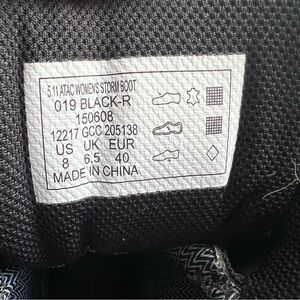 5.11 ATAC WOMEN'S STORM BOOT
019 BLACK-R
150608
12217 GCC 205138
US UK EUR
8 6.5 40
MADE IN CHINA